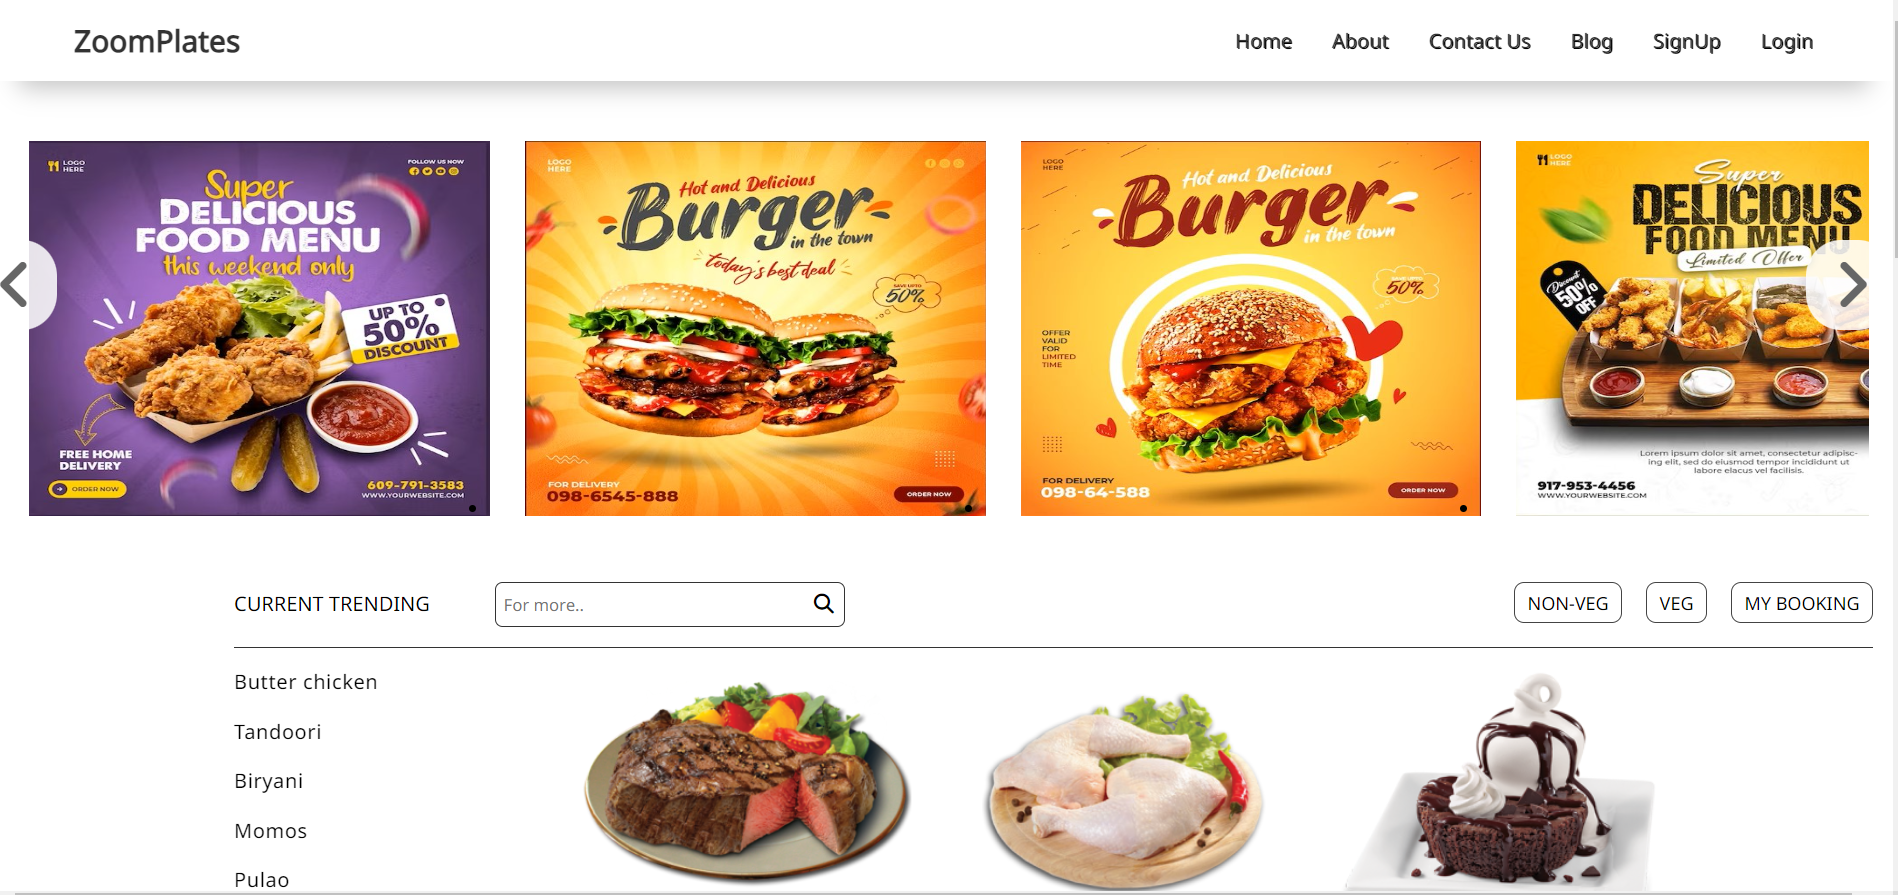 ZoomPlates
Home About Contact Us Blog SignUp Login
LOGO
HERE
FOLLOW US NOW
Super
DELICIOUS
FOOD MENU
this weekend only
UP TO
50%
DISCOUNT
FREE HOME
DELIVERY
ORDER NOW
609-791-3583
WWW.YOURWEBSITE.COM
LOGO
HERE
Hot and Delicious
Burger
in the town
today's best deal
SAVE UPTO
50%
FOR DELIVERY
098-6545-888
ORDER NOW
LOGO
HERE
Hot and Delicious
Burger
in the town
50%
OFFER
VALID
FOR
LIMITED
TIME
FOR DELIVERY
098-64-588
ORDER NOW
LOGO
HERE
Super
DELICIOUS
FOOD MENU
Limited Offer
Discount
50%
OFF
Lorem ipsum dolor sit amet, consectetur adipisc-
ing elit, sed do eiusmod tempor incididunt ut
labore elacus vel facilisis.
917-953-4456
WWW.YOURWEBSITE.COM
CURRENT TRENDING
For more..
NON-VEG VEG MY BOOKING
Butter chicken
Tandoori
Biryani
Momos
Pulao